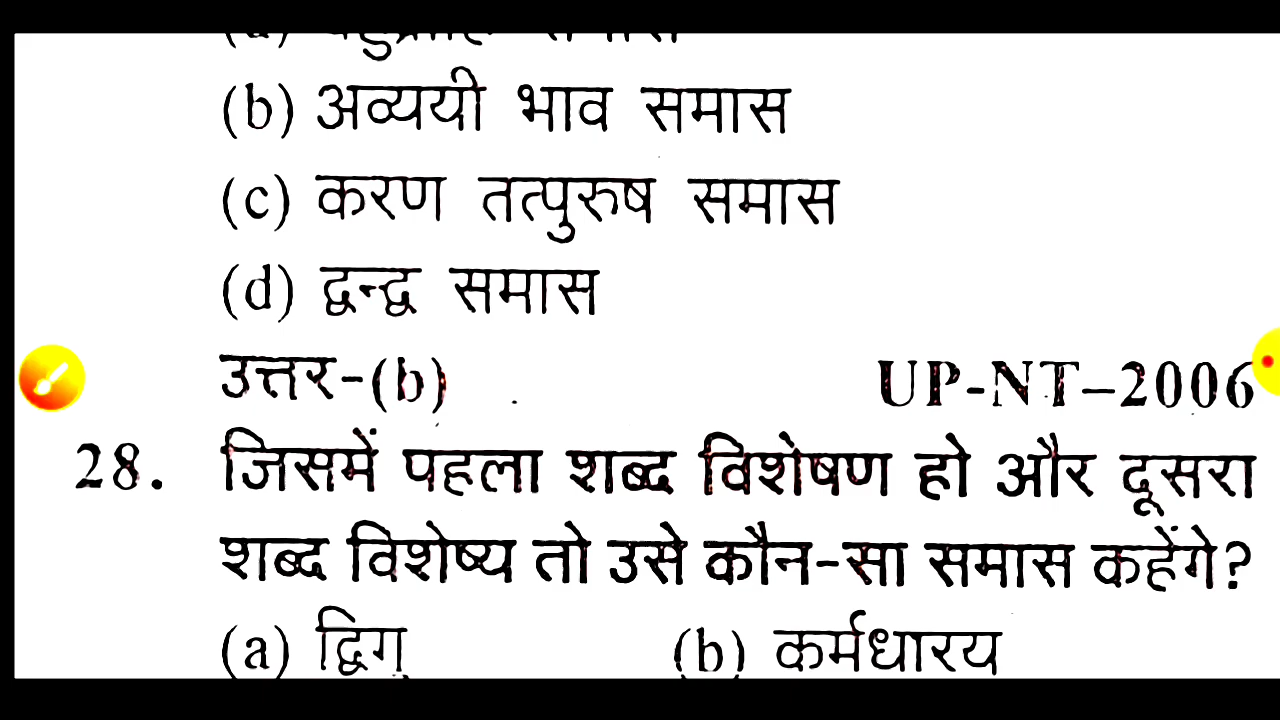 (b) अव्ययी भाव समास
(c) करण तत्पुरुष समास
(d) द्वन्द्व समास
उत्तर-(b) UP-NT–2006
28. जिसमें पहला शब्द विशेषण हो और दूसरा
शब्द विशेष्य तो उसे कौन-सा समास कहेंगे?
(a) द्विगु (b) कर्मधारय